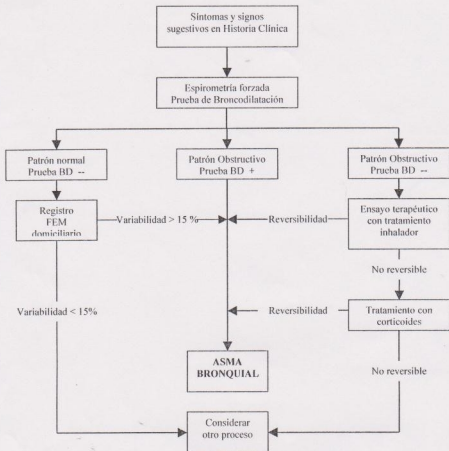 Síntomas y signos
sugestivos en Historia Clínica
Espirometría forzada
Prueba de Broncodilatación
Patrón normal
Prueba BD --
Patrón Obstructivo
Prueba BD +
Patrón Obstructivo
Prueba BD --
Registro
FEM
domiciliario
Variabilidad > 15 %
Reversibilidad
Ensayo terapéutico
con tratamiento
inhalador
No reversible
Variabilidad < 15%
Reversibilidad
Tratamiento con
corticoides
ASMA
BRONQUIAL
No reversible
Considerar
otro proceso